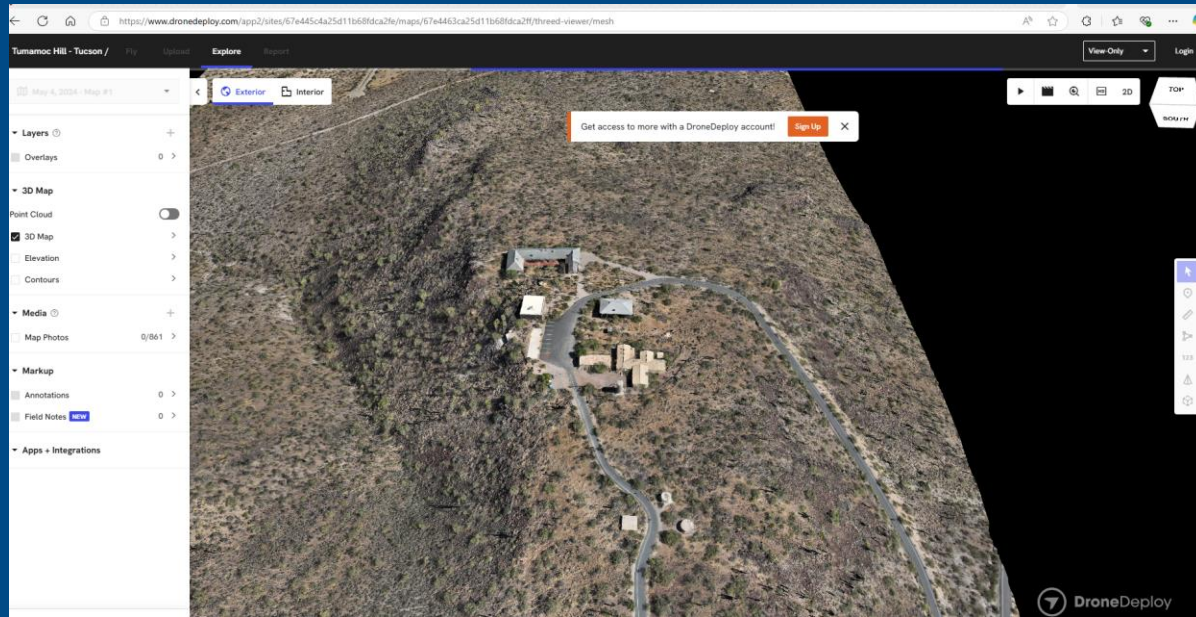 https://www.dronedeploy.com/app2/sites/67e445c4a25d11b68fdca2fe/maps/67e4463ca25d11b68fdca2ff/threed-viewer/mesh
Tumamoc Hill - Tucson / Fly Upload Explore Report View-Only Login
May 4, 2024 - Map #1 Exterior Interior 2D TOP
SOUTH
Get access to more with a DroneDeploy account! Sign Up
Layers
Overlays 0
3D Map
Point Cloud
3D Map
Elevation
Contours
Media
Map Photos 0/861
Markup
Annotations 0
Field Notes NEW 0
Apps + Integrations
123
DroneDeploy